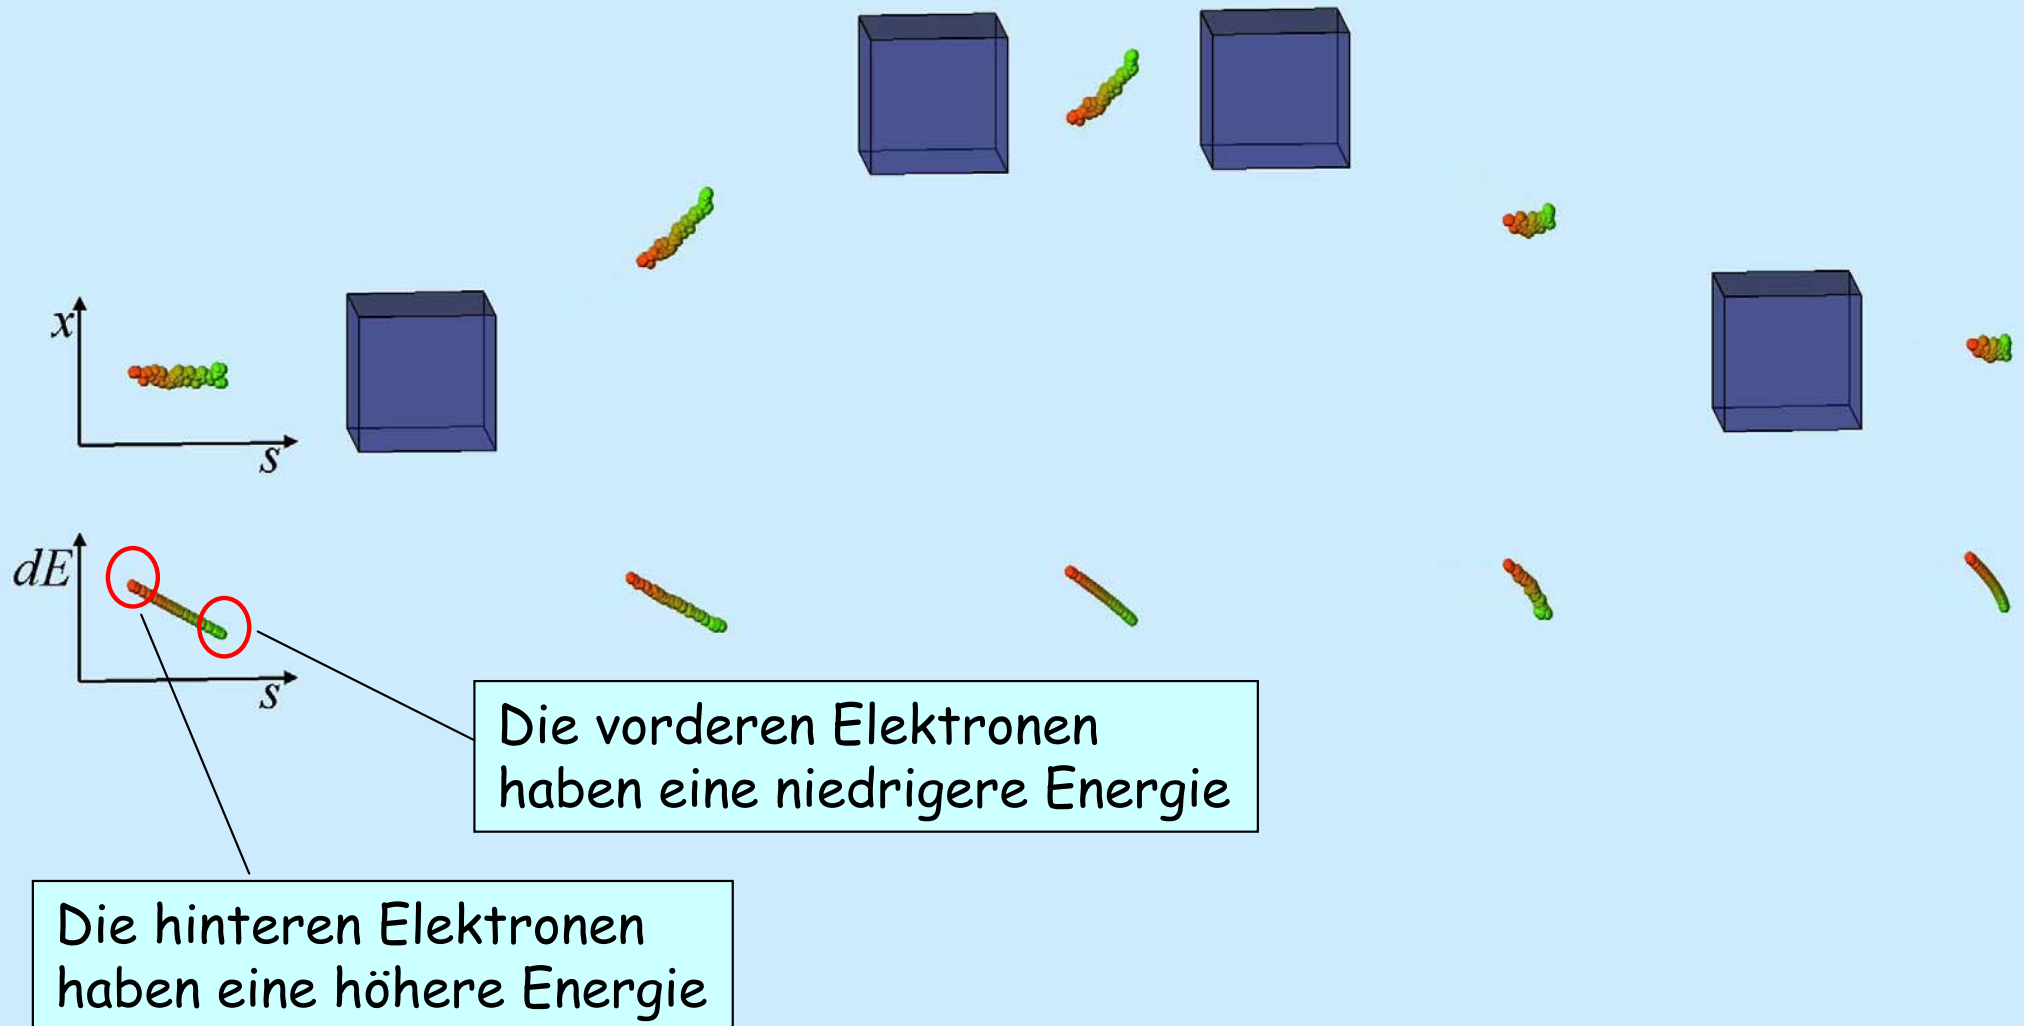 x
s
dE
s
Die vorderen Elektronen
haben eine niedrigere Energie
Die hinteren Elektronen
haben eine höhere Energie